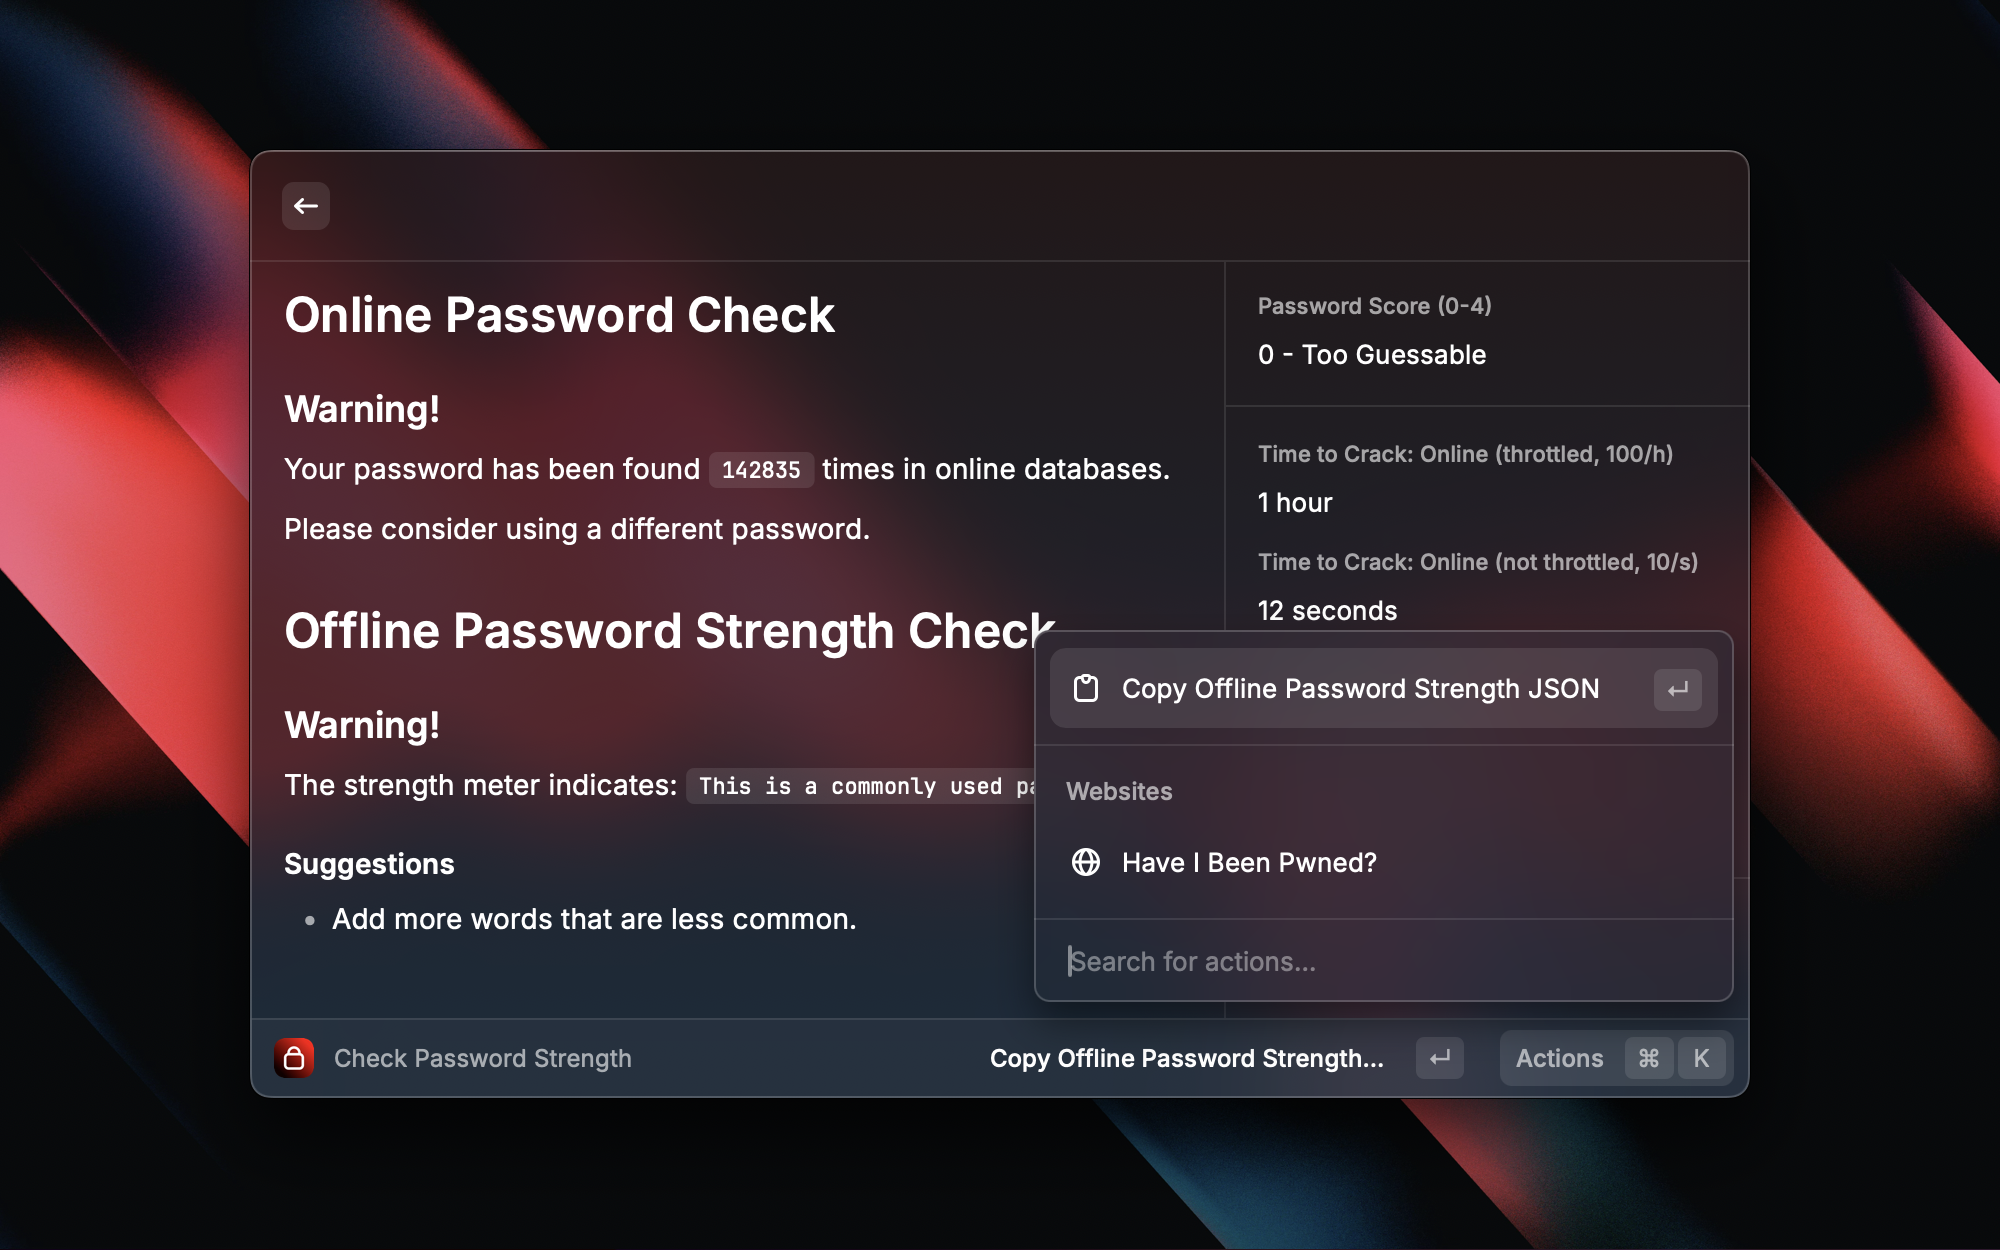 Online Password Check
Warning!
Your password has been found 142835 times in online databases.
Please consider using a different password.
Offline Password Strength Check
Warning!
The strength meter indicates: This is a commonly used
Suggestions
Add more words that are less common.
Password Score (0-4)
0 - Too Guessable
Time to Crack: Online (throttled, 100/h)
1 hour
Time to Crack: Online (not throttled, 10/s)
12 seconds
Copy Offline Password Strength JSON
Websites
Have I Been Pwned?
Search for actions...
Check Password Strength
Copy Offline Password Strength...
Actions ⌘ K